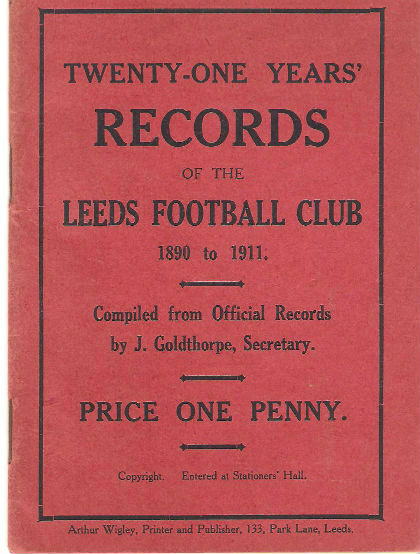 TWENTY-ONE YEARS'
RECORDS
OF THE
LEEDS FOOTBALL CLUB
1890 to 1911.
Compiled from Official Records
by J. Goldthorpe, Secretary.
PRICE ONE PENNY.
Copyright. Entered at Stationers' Hall.
Arthur Wigley, Printer and Publisher, 133, Park Lane, Leeds.